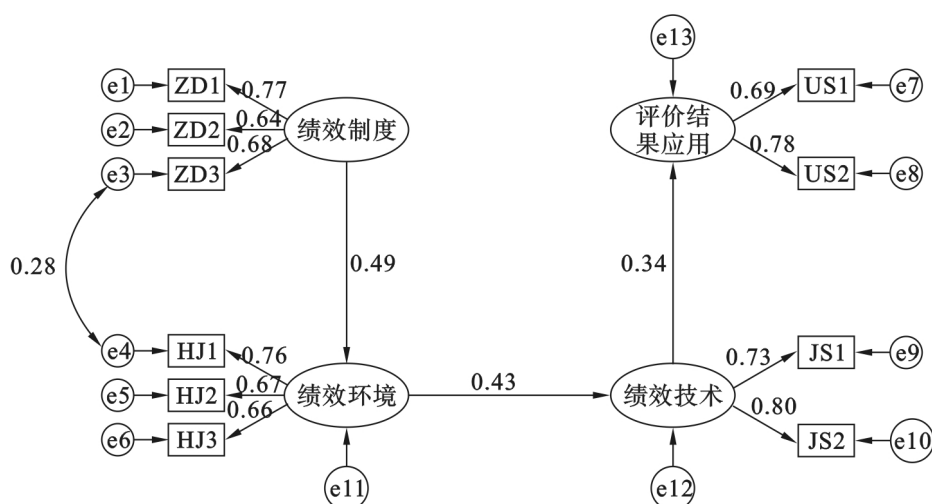 e13
e1
ZD1
0.77
0.69
US1
e7
e2
ZD2
0.64
绩效制度
评价结
果应用
e3
ZD3
0.68
0.78
US2
e8
0.28
0.49
0.34
e4
HJ1
0.76
0.73
JS1
e9
e5
HJ2
0.67
绩效环境
0.43
绩效技术
e6
HJ3
0.66
0.80
JS2
e10
e11
e12